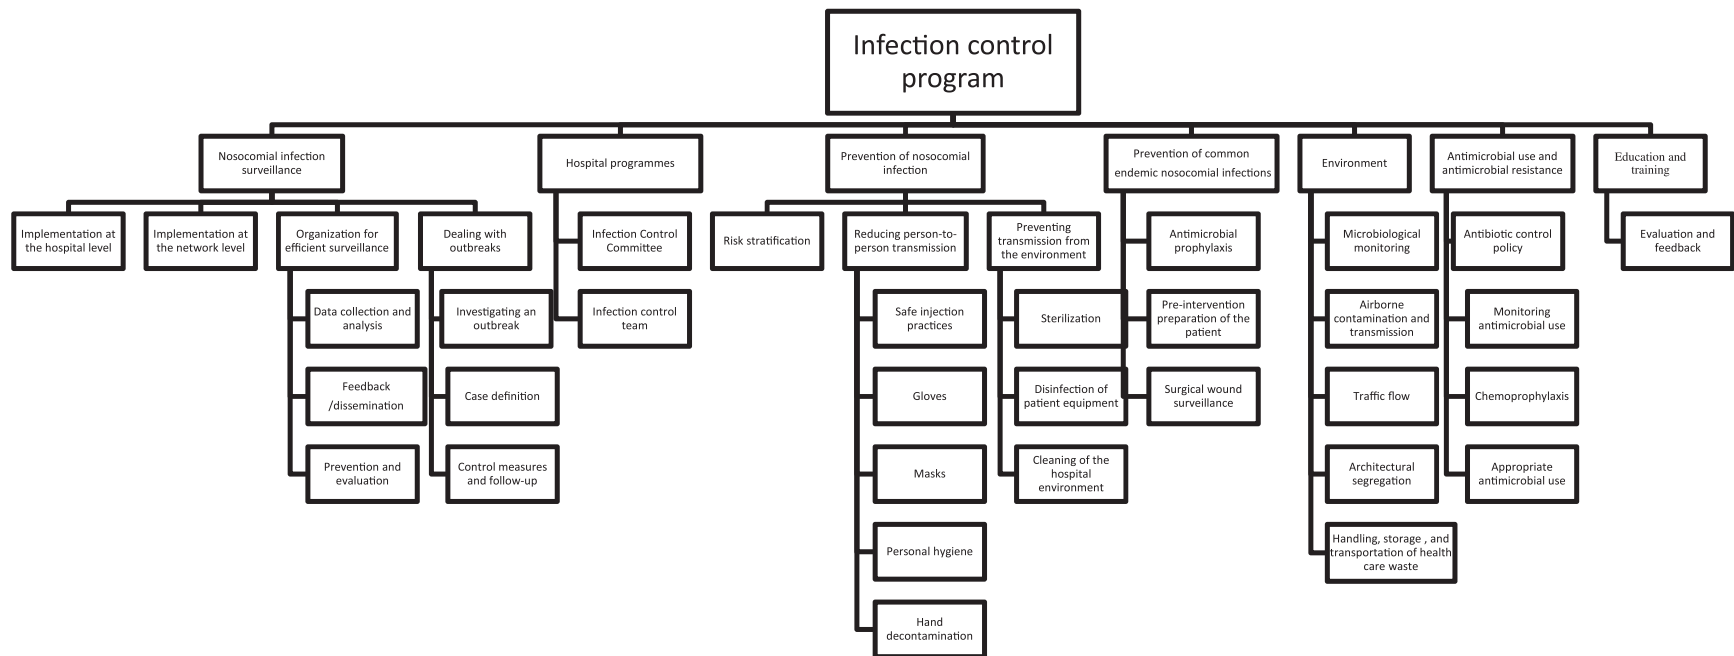 Infection control
program
Nosocomial infection
surveillance
Hospital programmes
Prevention of nosocomial
infection
Prevention of common
endemic nosocomial infections
Environment
Antimicrobial use and
antimicrobial resistance
Education and
training
Implementation at
the hospital level
Implementation at
the network level
Organization for
efficient surveillance
Dealing with
outbreaks
Infection Control
Committee
Risk stratification
Reducing person-to-
person transmission
Preventing
transmission from
the environment
Antimicrobial
prophylaxis
Microbiological
monitoring
Antibiotic control
policy
Evaluation and
feedback
Data collection and
analysis
Investigating an
outbreak
Infection control
team
Safe injection
practices
Sterilization
Pre-intervention
preparation of the
patient
Airborne
contamination and
transmission
Monitoring
antimicrobial use
Feedback
/dissemination
Case definition
Gloves
Disinfection of
patient equipment
Surgical wound
surveillance
Traffic flow
Chemoprophylaxis
Prevention and
evaluation
Control measures
and follow-up
Masks
Cleaning of the
hospital
environment
Architectural
segregation
Appropriate
antimicrobial use
Personal hygiene
Handling, storage , and
transportation of health
care waste
Hand
decontamination